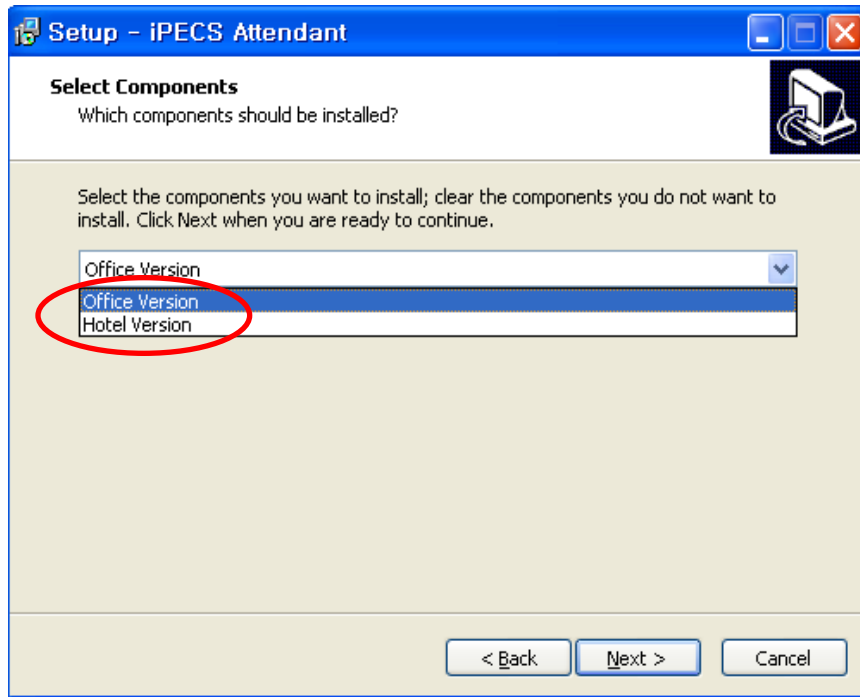 Setup - iPECS Attendant
Select Components
Which components should be installed?
Select the components you want to install; clear the components you do not want to
install. Click Next when you are ready to continue.
Office Version
Office Version
Hotel Version
< Back
Next >
Cancel